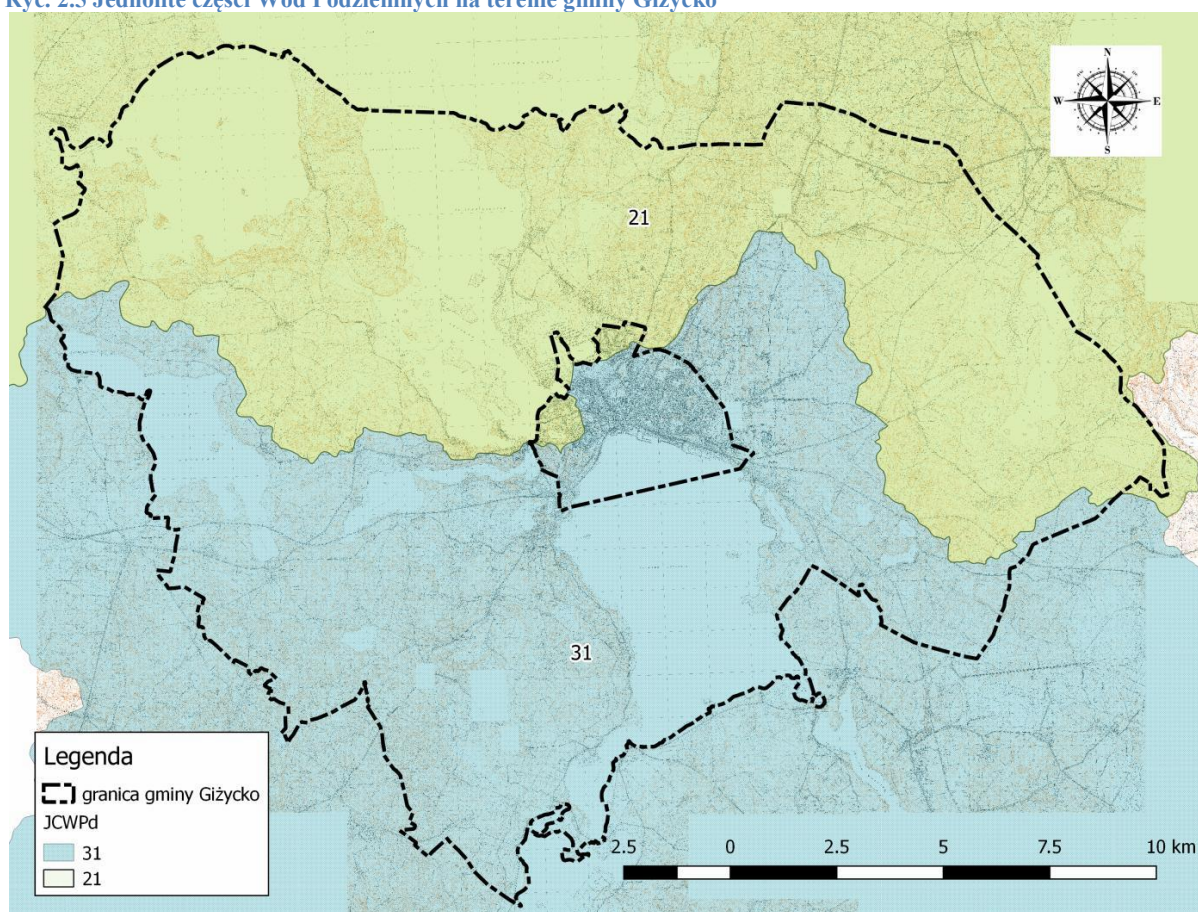 Ryc. 2.3 Jednolite części Wód Podziemnych na terenie gminy Giżycko
N
W
E
S
21
31
Legenda
granica gminy Giżycko
JCWPd
31
21
2.5 0 2.5 5 7.5 10 km